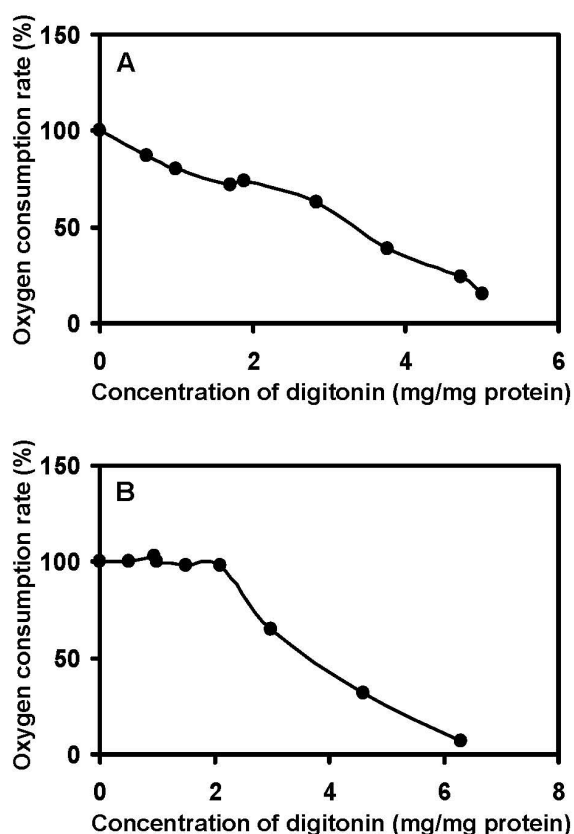 A
Oxygen consumption rate (%)
150
100
50
0
0 2 4 6
Concentration of digitonin (mg/mg protein)
B
Oxygen consumption rate (%)
150
100
50
0
0 2 4 6 8
Concentration of digitonin (mg/mg protein)